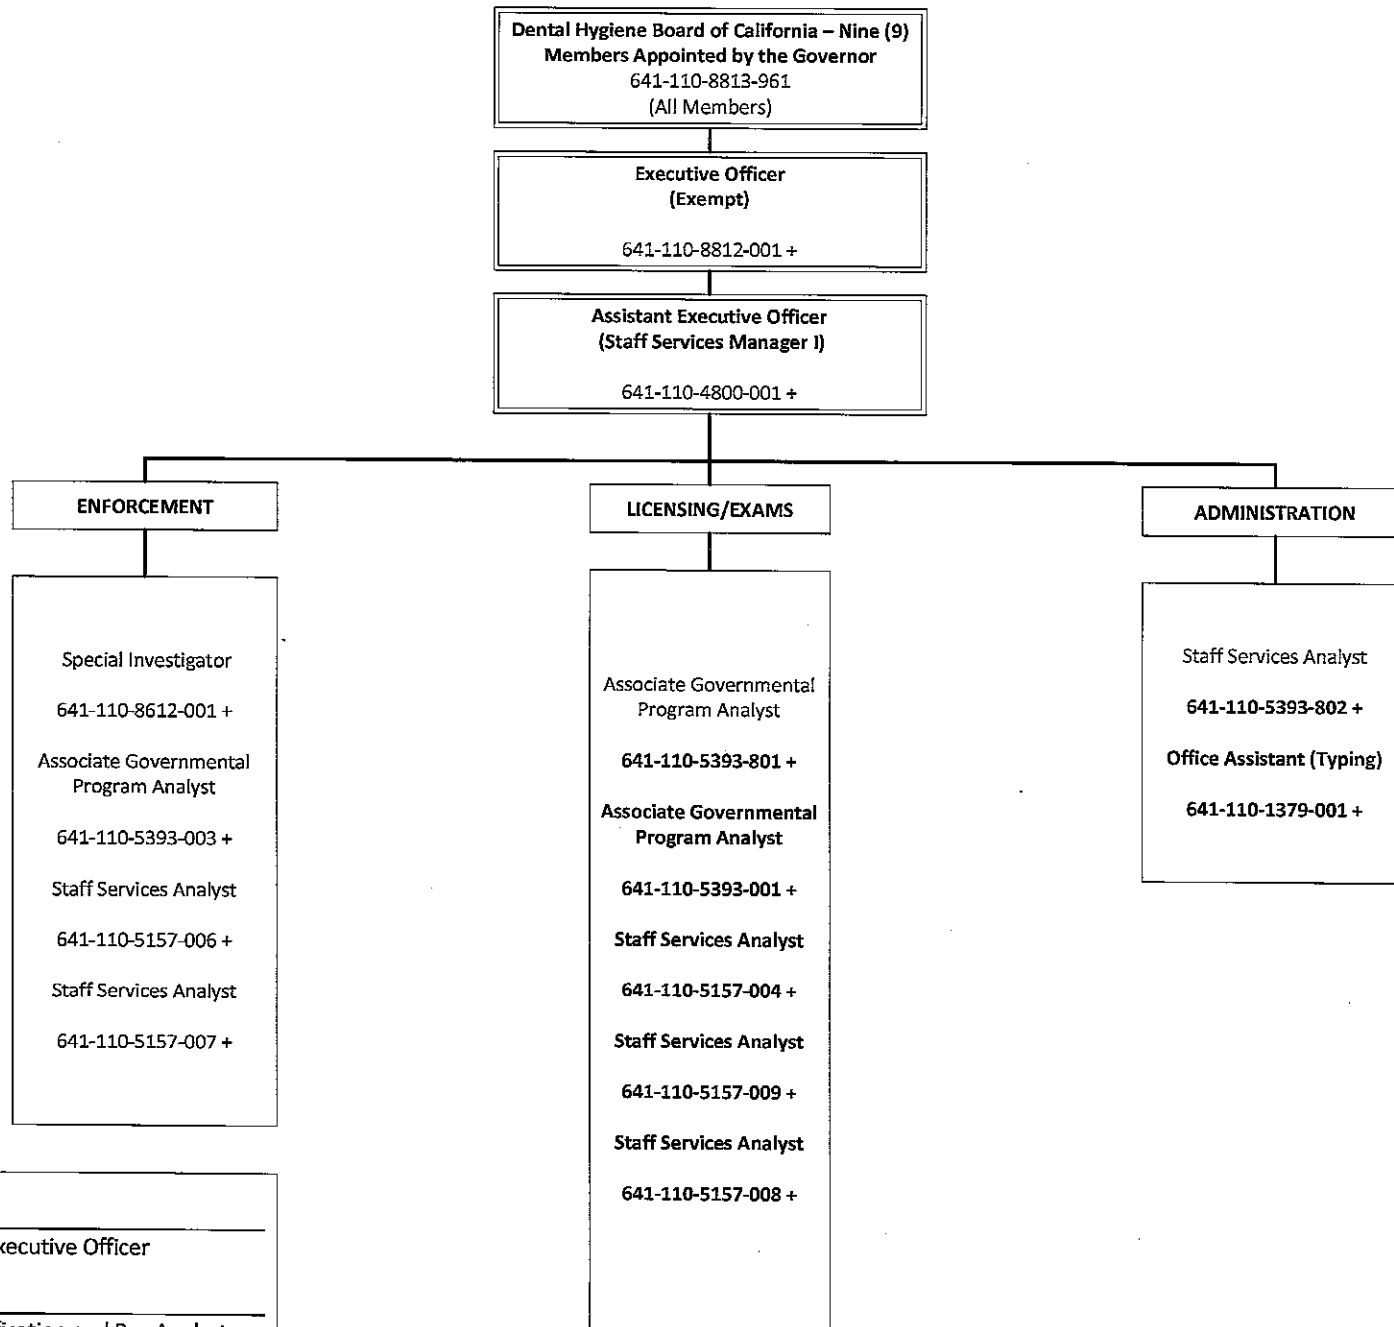 Dental Hygiene Board of California – Nine (9)
Members Appointed by the Governor
641-110-8813-961
(All Members)
Executive Officer
(Exempt)
641-110-8812-001 +
Assistant Executive Officer
(Staff Services Manager I)
641-110-4800-001 +
ENFORCEMENT
Special Investigator
641-110-8612-001 +
Associate Governmental
Program Analyst
641-110-5393-003 +
Staff Services Analyst
641-110-5157-006 +
Staff Services Analyst
641-110-5157-007 +
LICENSING/EXAMS
Associate Governmental
Program Analyst
641-110-5393-801 +
Associate Governmental
Program Analyst
641-110-5393-001 +
Staff Services Analyst
641-110-5157-004 +
Staff Services Analyst
641-110-5157-009 +
Staff Services Analyst
641-110-5157-008 +
ADMINISTRATION
Staff Services Analyst
641-110-5393-802 +
Office Assistant (Typing)
641-110-1379-001 +
xecutive Officer